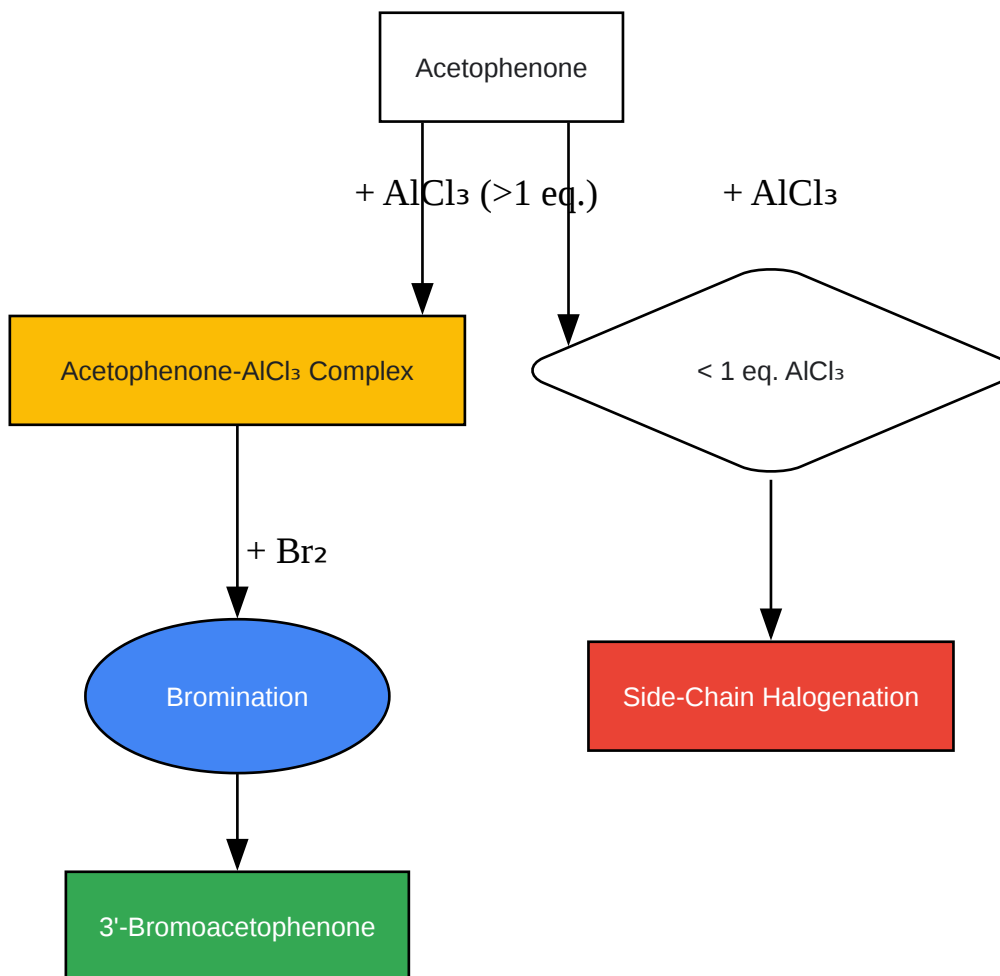 Acetophenone
+ AlCl₃ (>1 eq.)
+ AlCl₃
Acetophenone-AlCl₃ Complex
< 1 eq. AlCl₃
+ Br₂
Bromination
Side-Chain Halogenation
3'-Bromoacetophenone